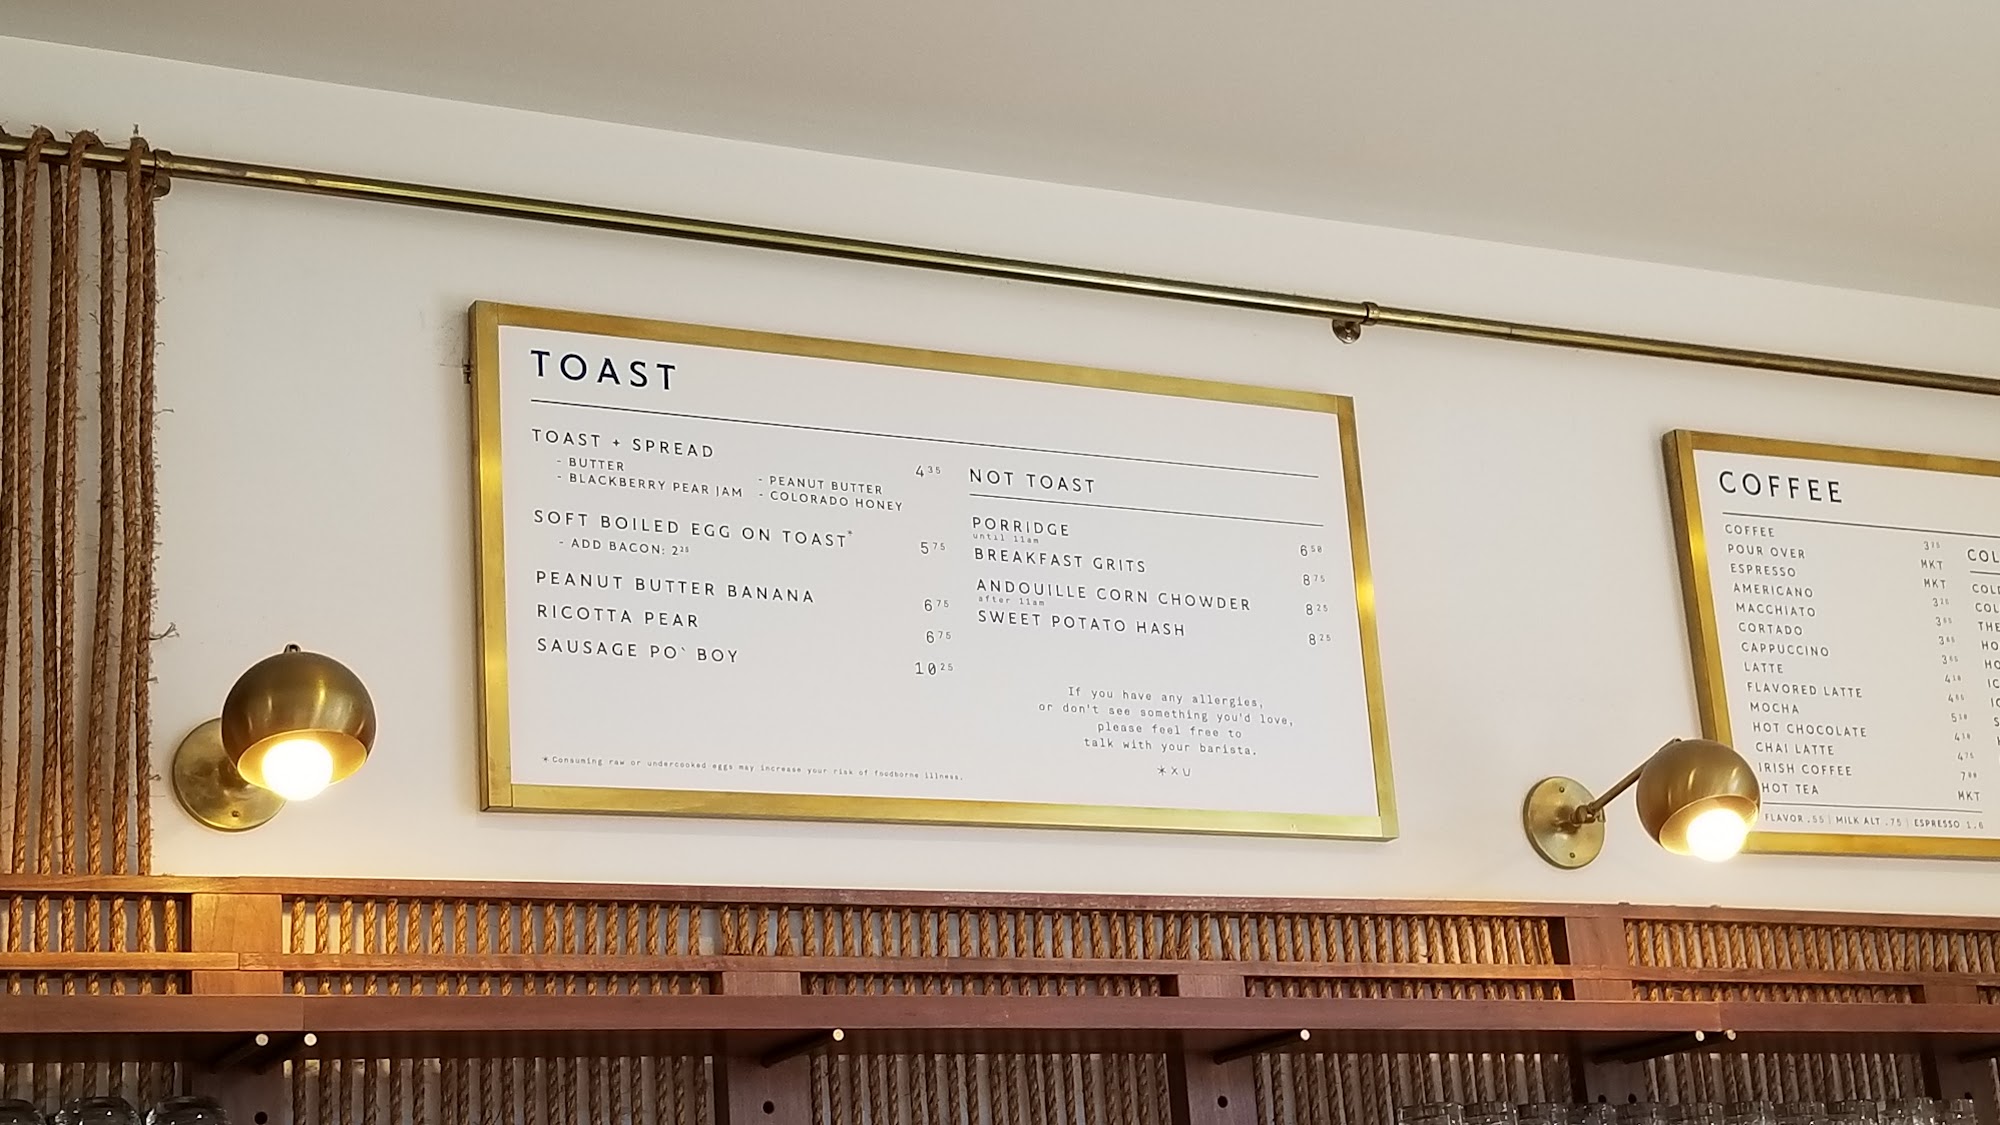 TOAST
TOAST + SPREAD 4 35
- BUTTER
- BLACKBERRY PEAR JAM
- PEANUT BUTTER
- COLORADO HONEY
SOFT BOILED EGG ON TOAST* 5 75
- ADD BACON: 2 25
PEANUT BUTTER BANANA 6 75
RICOTTA PEAR 6 75
SAUSAGE PO` BOY 10 25
*Consuming raw or undercooked eggs may increase your risk of foodborne illness.
NOT TOAST
PORRIDGE 6 50
until 11am
BREAKFAST GRITS 8 75
ANDOUILLE CORN CHOWDER 8 25
after 11am
SWEET POTATO HASH 8 25
If you have any allergies,
or don't see something you'd love,
please feel free to
talk with your barista.
*XU
COFFEE
COFFEE
POUR OVER MKT
ESPRESSO MKT
AMERICANO
MACCHIATO
CORTADO
CAPPUCCINO
LATTE
FLAVORED LATTE
MOCHA
HOT CHOCOLATE
CHAI LATTE
IRISH COFFEE
HOT TEA MKT
FLAVOR .55 | MILK ALT .75 | ESPRESSO